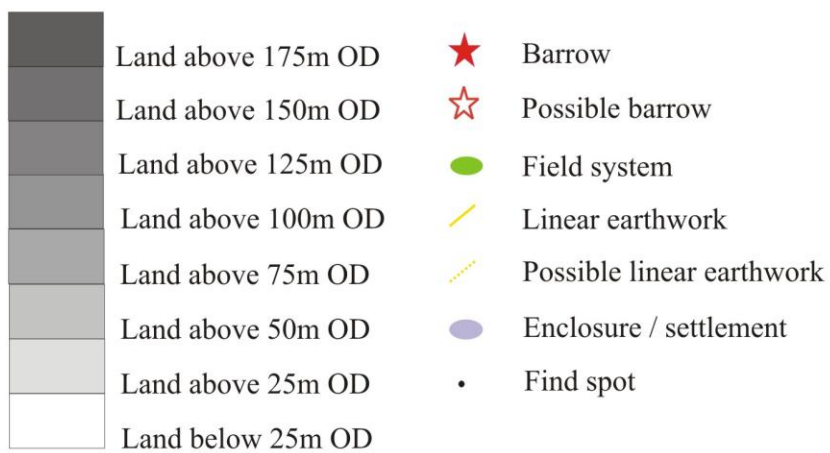 Land above 175m OD
Land above 150m OD
Land above 125m OD
Land above 100m OD
Land above 75m OD
Land above 50m OD
Land above 25m OD
Land below 25m OD
Barrow
Possible barrow
Field system
Linear earthwork
Possible linear earthwork
Enclosure / settlement
Find spot